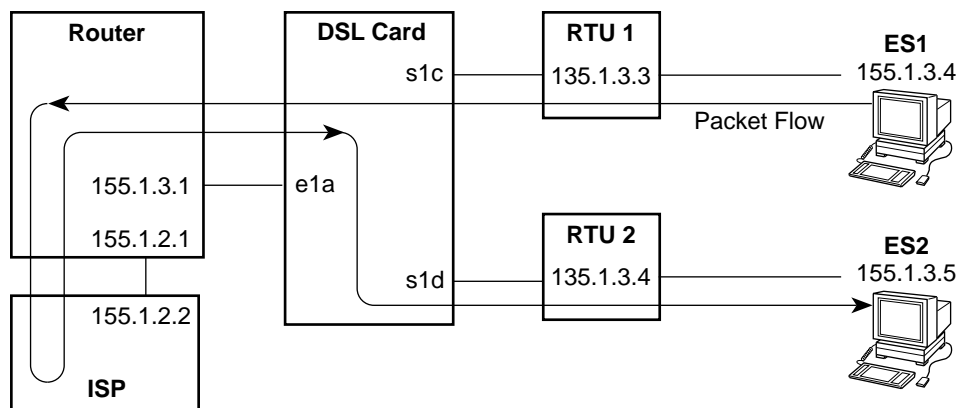 Router
DSL Card
RTU 1
ES1
s1c
135.1.3.3
155.1.3.4
Packet Flow
155.1.3.1
e1a
155.1.2.1
RTU 2
ES2
s1d
135.1.3.4
155.1.3.5
155.1.2.2
ISP